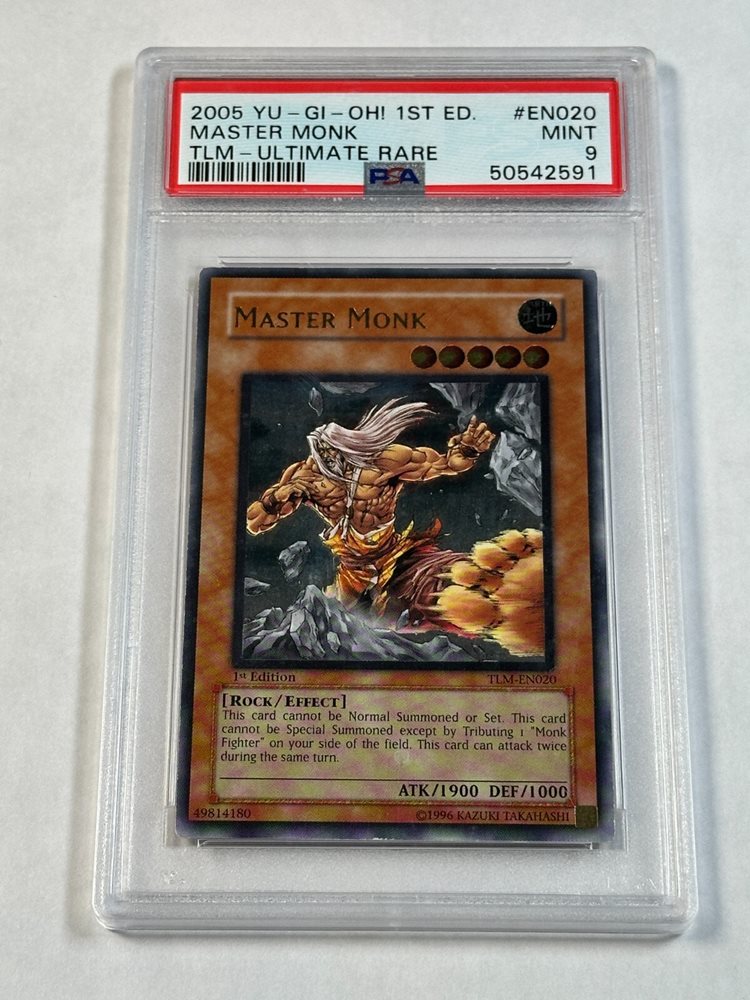 2005 YU-GI-OH! 1ST ED. #EN020
MASTER MONK MINT
TLM-ULTIMATE RARE 9
PSA 50542591
MASTER MONK
地
1st Edition TLM-EN020
[ROCK/EFFECT]
This card cannot be Normal Summoned or Set. This card
cannot be Special Summoned except by Tributing 1 "Monk
Fighter" on your side of the field. This card can attack twice
during the same turn.
ATK/1900 DEF/1000
49814180 ©1996 KAZUKI TAKAHASHI